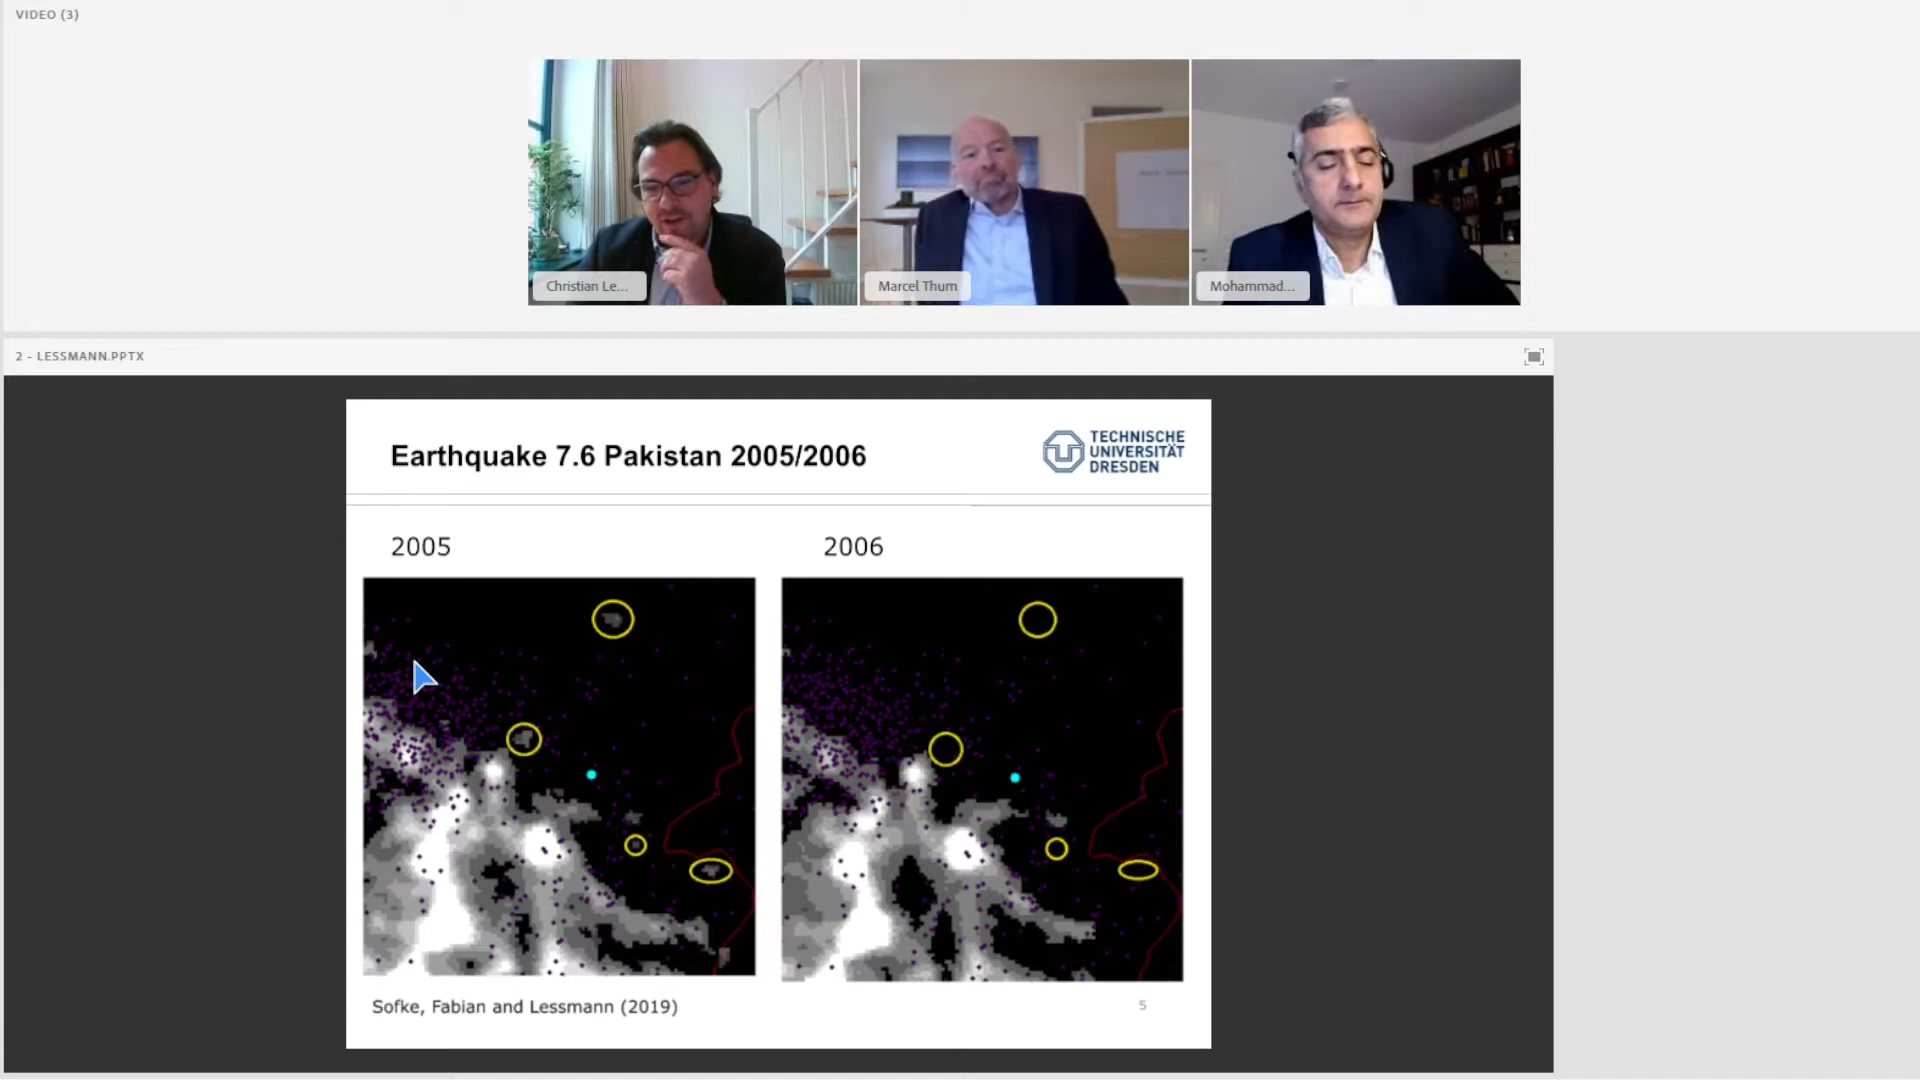 VIDEO (3)
Christian Le...
Marcel Thum
Mohammad...
2 - LESSMANN.PPTX
Earthquake 7.6 Pakistan 2005/2006
TECHNISCHE
UNIVERSITÄT
DRESDEN
2005
2006
Sofke, Fabian and Lessmann (2019)
5